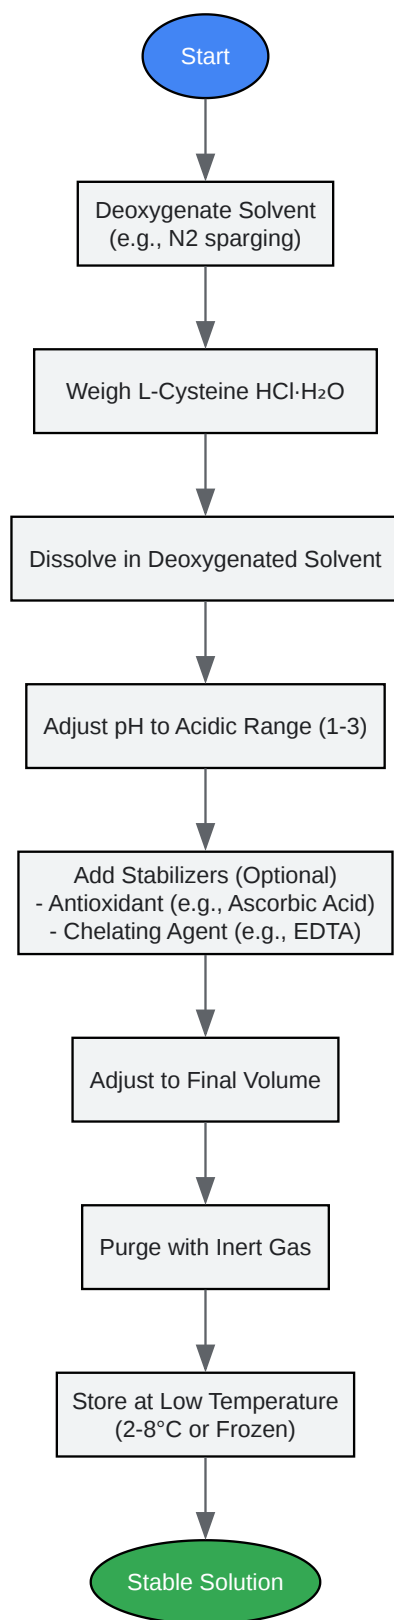 Start
Deoxygenate Solvent
(e.g., N2 sparging)
Weigh L-Cysteine HCl·H₂O
Dissolve in Deoxygenated Solvent
Adjust pH to Acidic Range (1-3)
Add Stabilizers (Optional)
- Antioxidant (e.g., Ascorbic Acid)
- Chelating Agent (e.g., EDTA)
Adjust to Final Volume
Purge with Inert Gas
Store at Low Temperature
(2-8°C or Frozen)
Stable Solution